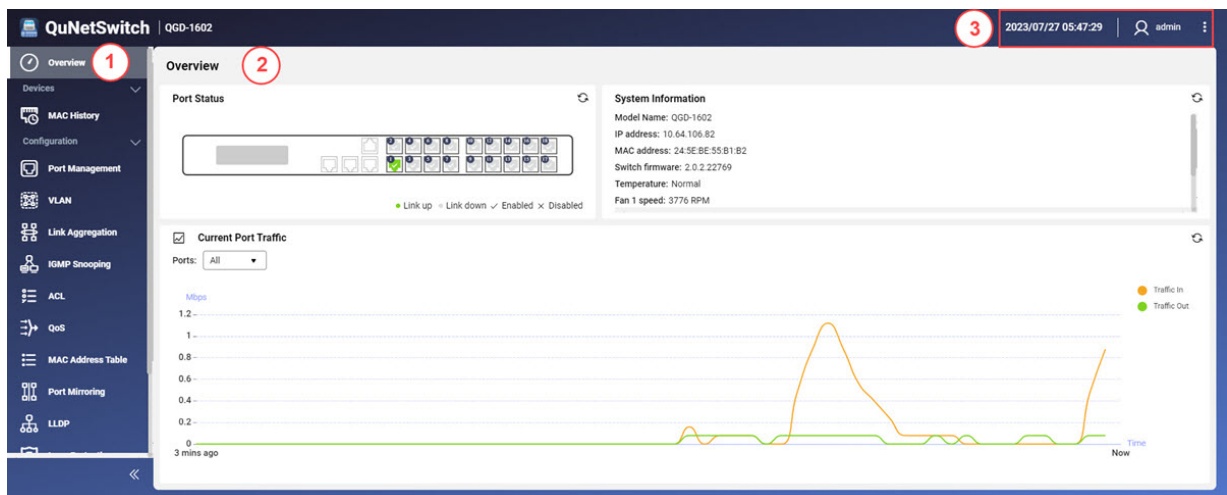 QuNetSwitch | QGD-1602
3 2023/07/27 05:47:29 admin
Overview 1
Devices
MAC History
Configuration
Port Management
VLAN
Link Aggregation
IGMP Snooping
ACL
QoS
MAC Address Table
Port Mirroring
LLDP
Overview 2
Port Status
Link up Link down Enabled Disabled
System Information
Model Name: QGD-1602
IP address: 10.64.106.82
MAC address: 24:5E:BE:55:B1:B2
Switch firmware: 2.0.2.22769
Temperature: Normal
Fan 1 speed: 3776 RPM
Current Port Traffic
Ports: All
Mbps
1.2
1
0.8
0.6
0.4
0.2
0
3 mins ago
Now
Time
Traffic In
Traffic Out